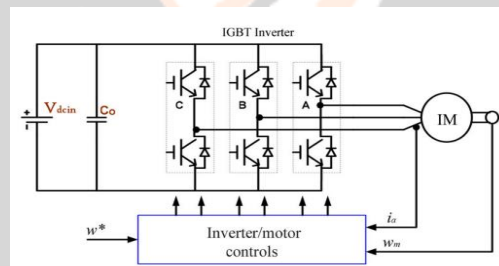 IGBT Inverter
+
-
Vdcin
Co
C
B
A
IM
ia
w*
wm
Inverter/motor
controls